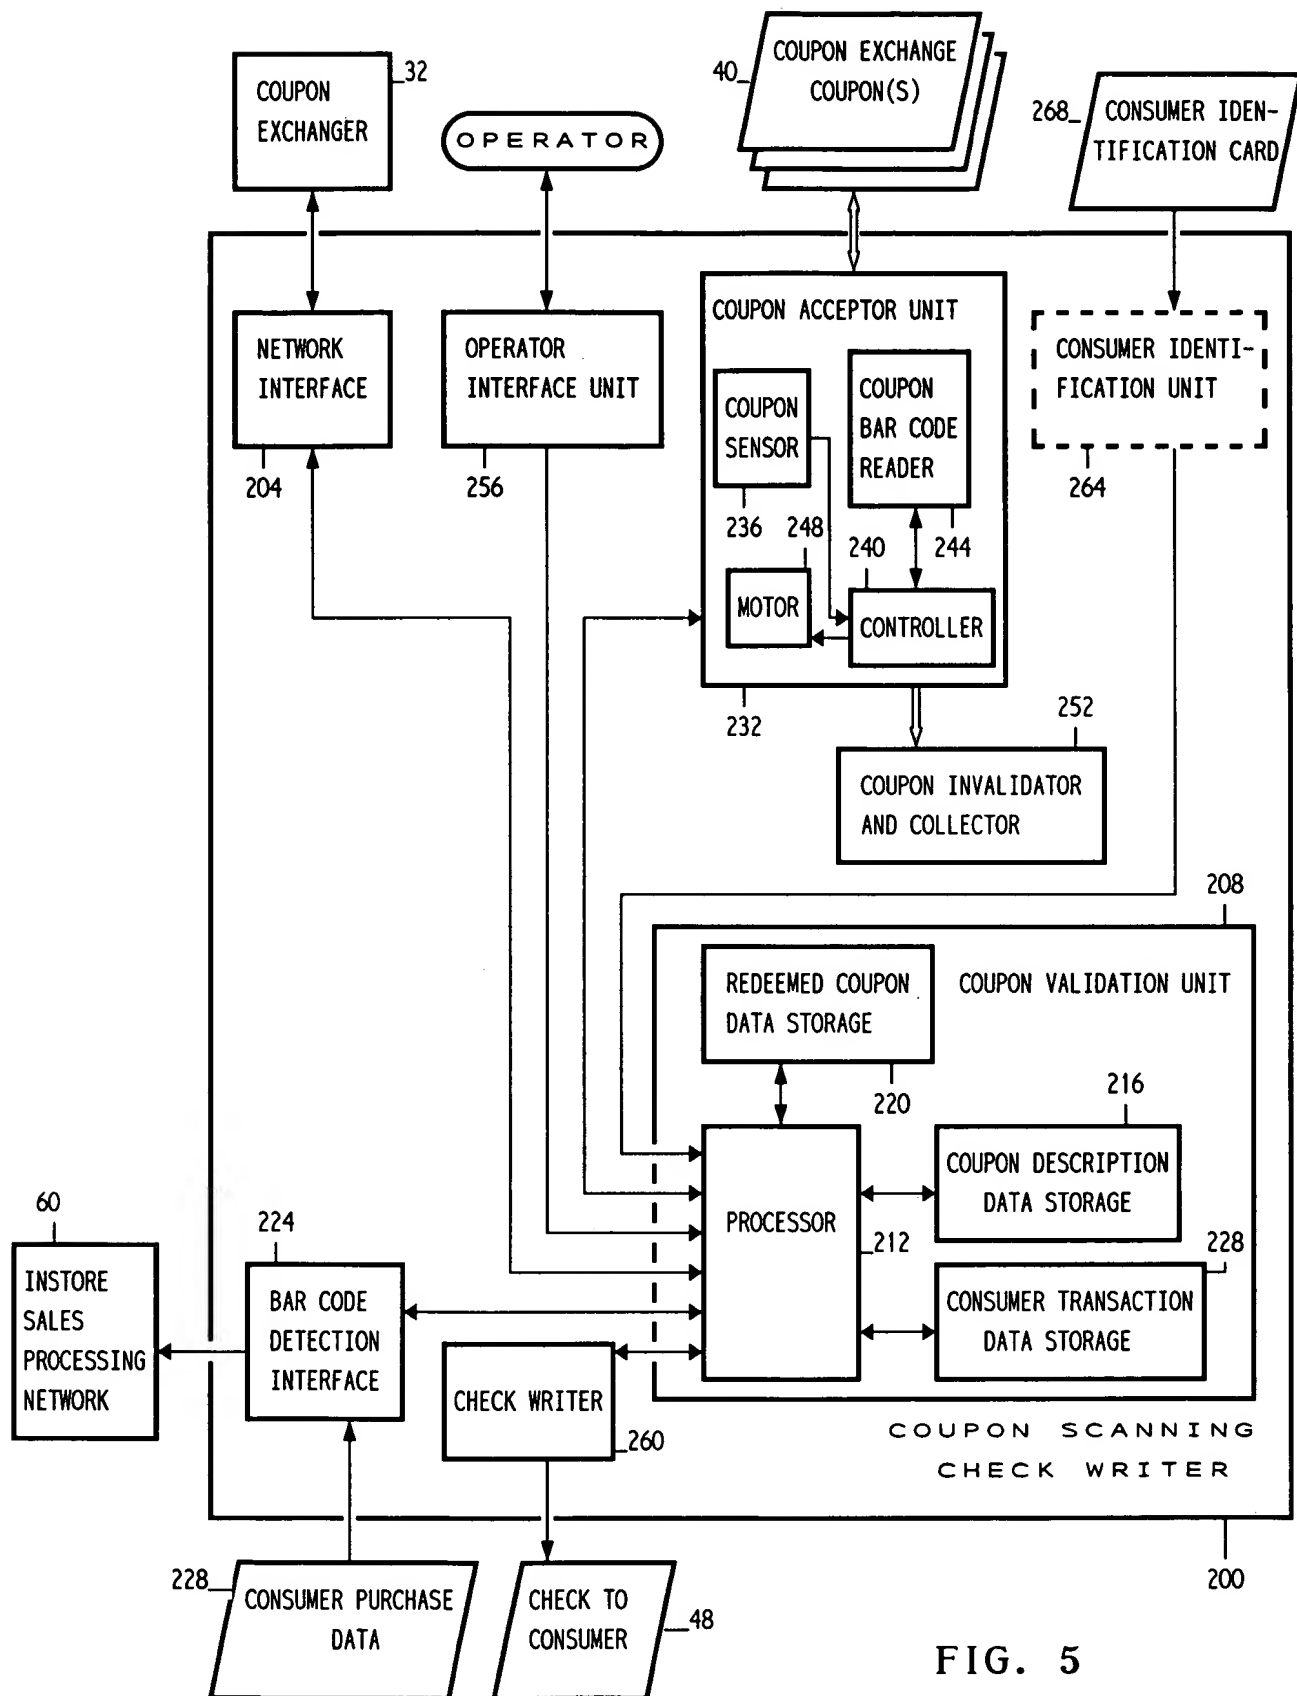 32
COUPON
EXCHANGER
OPERATOR
40
COUPON EXCHANGE
COUPON(S)
268
CONSUMER IDEN-
TIFICATION CARD
NETWORK
INTERFACE
204
OPERATOR
INTERFACE UNIT
256
COUPON ACCEPTOR UNIT
COUPON
SENSOR
236
COUPON
BAR CODE
READER
244
248
MOTOR
240
CONTROLLER
232
CONSUMER IDENTI-
FICATION UNIT
264
252
COUPON INVALIDATOR
AND COLLECTOR
208
REDEEMED COUPON
DATA STORAGE
220
COUPON VALIDATION UNIT
216
COUPON DESCRIPTION
DATA STORAGE
PROCESSOR
212
228
CONSUMER TRANSACTION
DATA STORAGE
60
INSTORE
SALES
PROCESSING
NETWORK
224
BAR CODE
DETECTION
INTERFACE
CHECK WRITER
260
COUPON SCANNING
CHECK WRITER
200
228
CONSUMER PURCHASE
DATA
CHECK TO
CONSUMER
48
FIG. 5